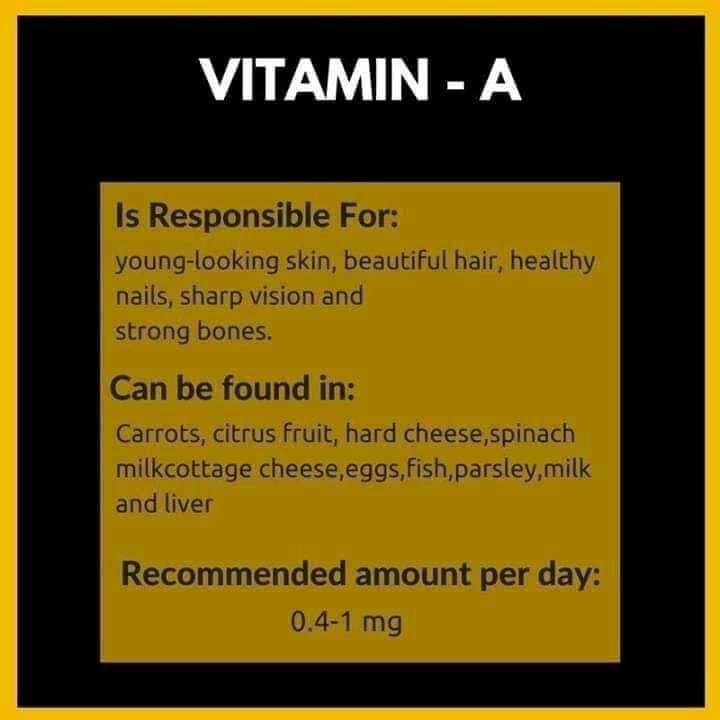 VITAMIN - A
Is Responsible For:
young-looking skin, beautiful hair, healthy
nails, sharp vision and
strong bones.
Can be found in:
Carrots, citrus fruit, hard cheese,spinach
milkcottage cheese,eggs,fish,parsley,milk
and liver
Recommended amount per day:
0.4-1 mg